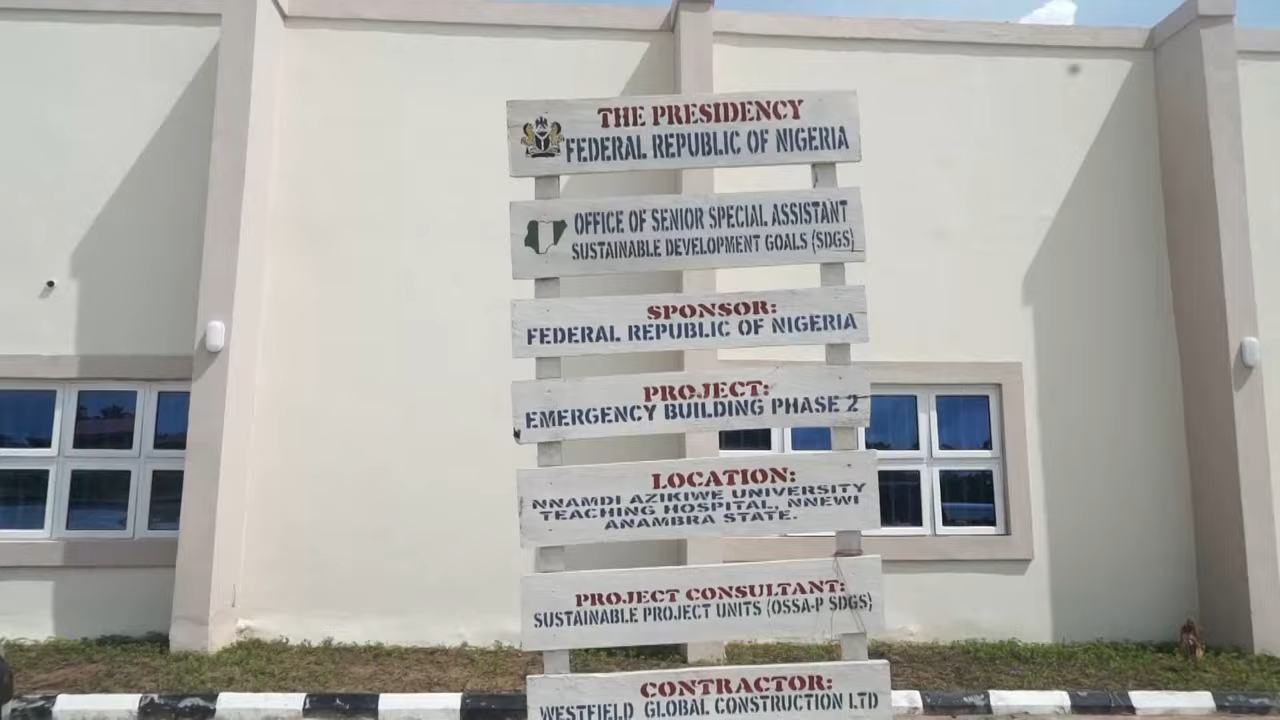 THE PRESIDENCY
FEDERAL REPUBLIC OF NIGERIA
OFFICE OF SENIOR SPECIAL ASSISTANT
SUSTAINABLE DEVELOPMENT GOALS (SDGS)
SPONSOR:
FEDERAL REPUBLIC OF NIGERIA
PROJECT:
EMERGENCY BUILDING PHASE 2
LOCATION:
NNAMDI AZIKIWE UNIVERSITY
TEACHING HOSPITAL, NNEWI
ANAMBRA STATE.
PROJECT CONSULTANT:
SUSTAINABLE PROJECT UNITS (OSSA-P SDGS)
CONTRACTOR:
WESTFIELD GLOBAL CONSTRUCTION LTD